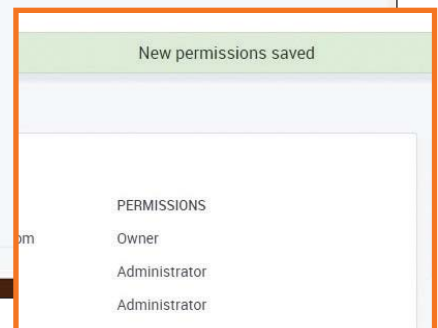 New permissions saved
PERMISSIONS
Owner
Administrator
Administrator